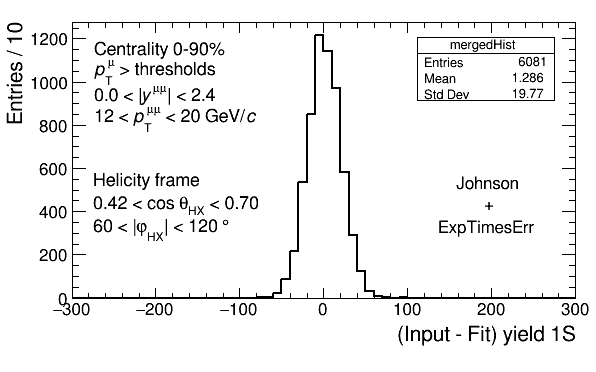 Entries / 10
1200
1000
800
600
400
200
0
−300
−200
−100
0
100
200
300
(Input - Fit) yield 1S
Centrality 0-90%
p_T^μ > thresholds
0.0 < |y^μμ| < 2.4
12 < p_T^μμ < 20 GeV/c
Helicity frame
0.42 < cos θ_HX < 0.70
60 < |φ_HX| < 120 °
mergedHist
Entries 6081
Mean 1.286
Std Dev 19.77
Johnson
+
ExpTimesErr